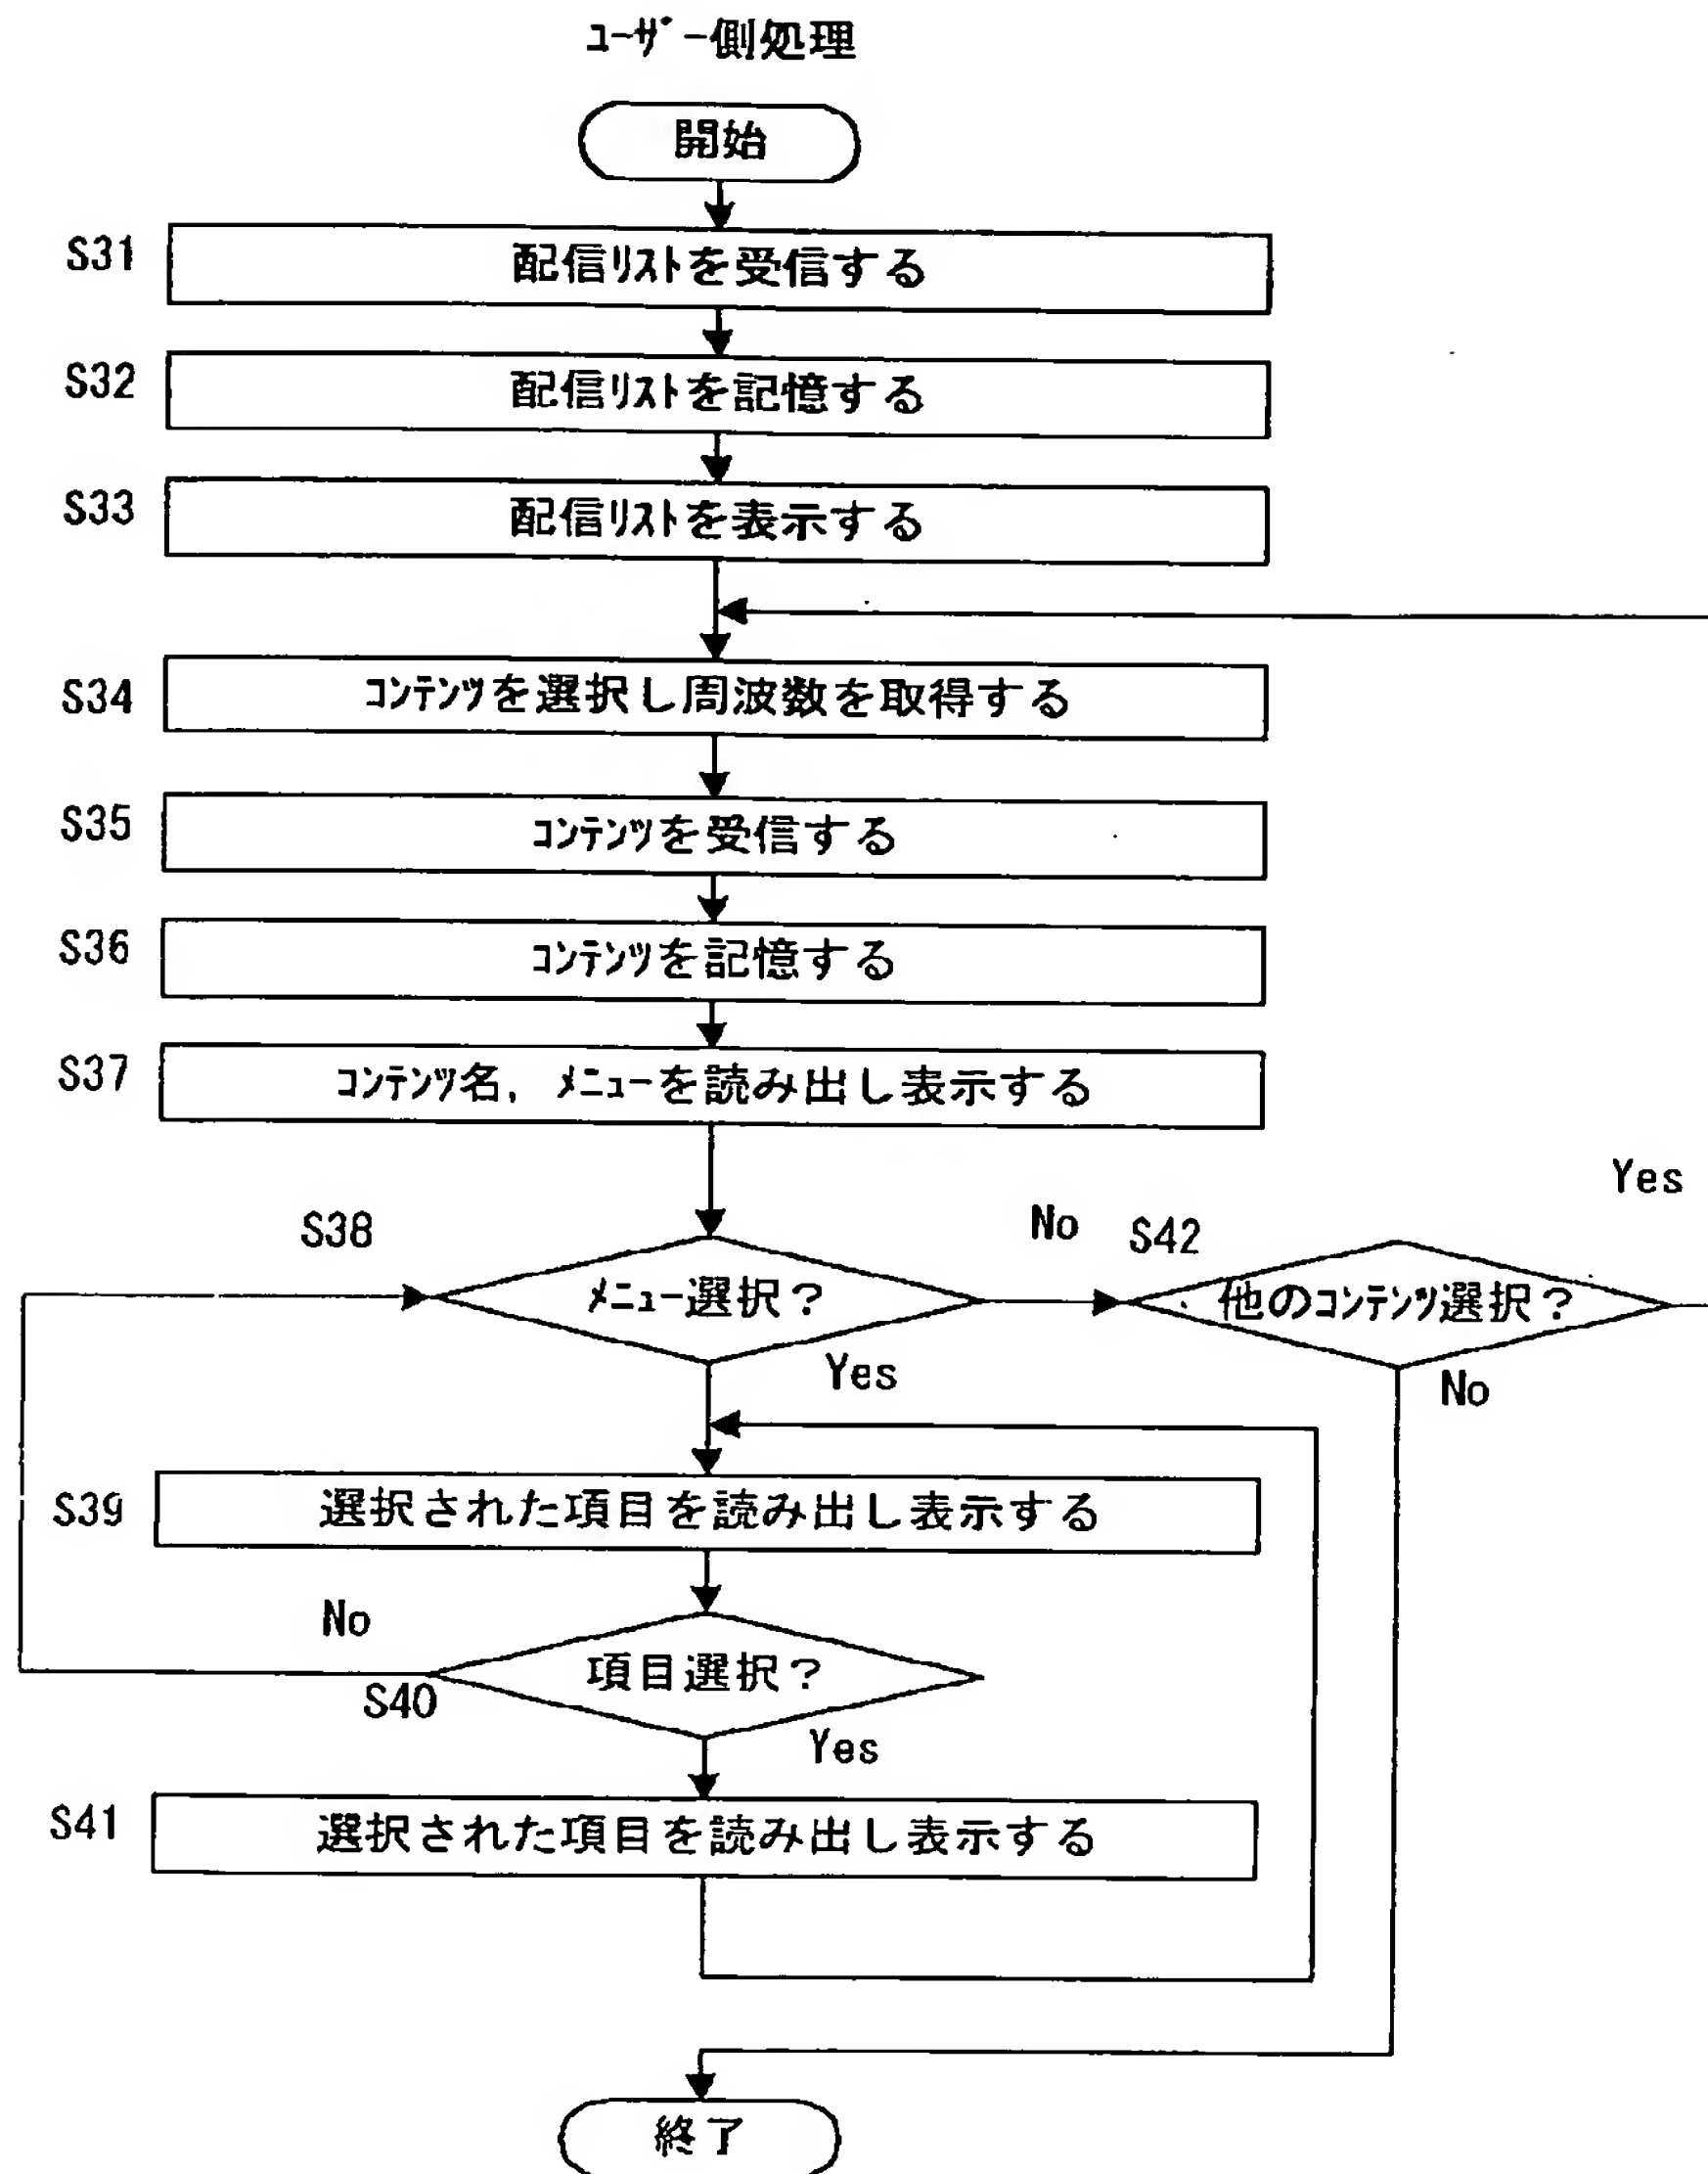 ﾕｰｻﾞｰ側処理
開始
S31 配信ﾘｽﾄを受信する
S32 配信ﾘｽﾄを記憶する
S33 配信ﾘｽﾄを表示する
S34 ｺﾝﾃﾝﾂを選択し周波数を取得する
S35 ｺﾝﾃﾝﾂを受信する
S36 ｺﾝﾃﾝﾂを記憶する
S37 ｺﾝﾃﾝﾂ名，ﾒﾆｭｰを読み出し表示する
Yes
S38 No S42
ﾒﾆｭｰ選択？ 他のｺﾝﾃﾝﾂ選択？
Yes No
S39 選択された項目を読み出し表示する
No
項目選択？
S40
Yes
S41 選択された項目を読み出し表示する
終了